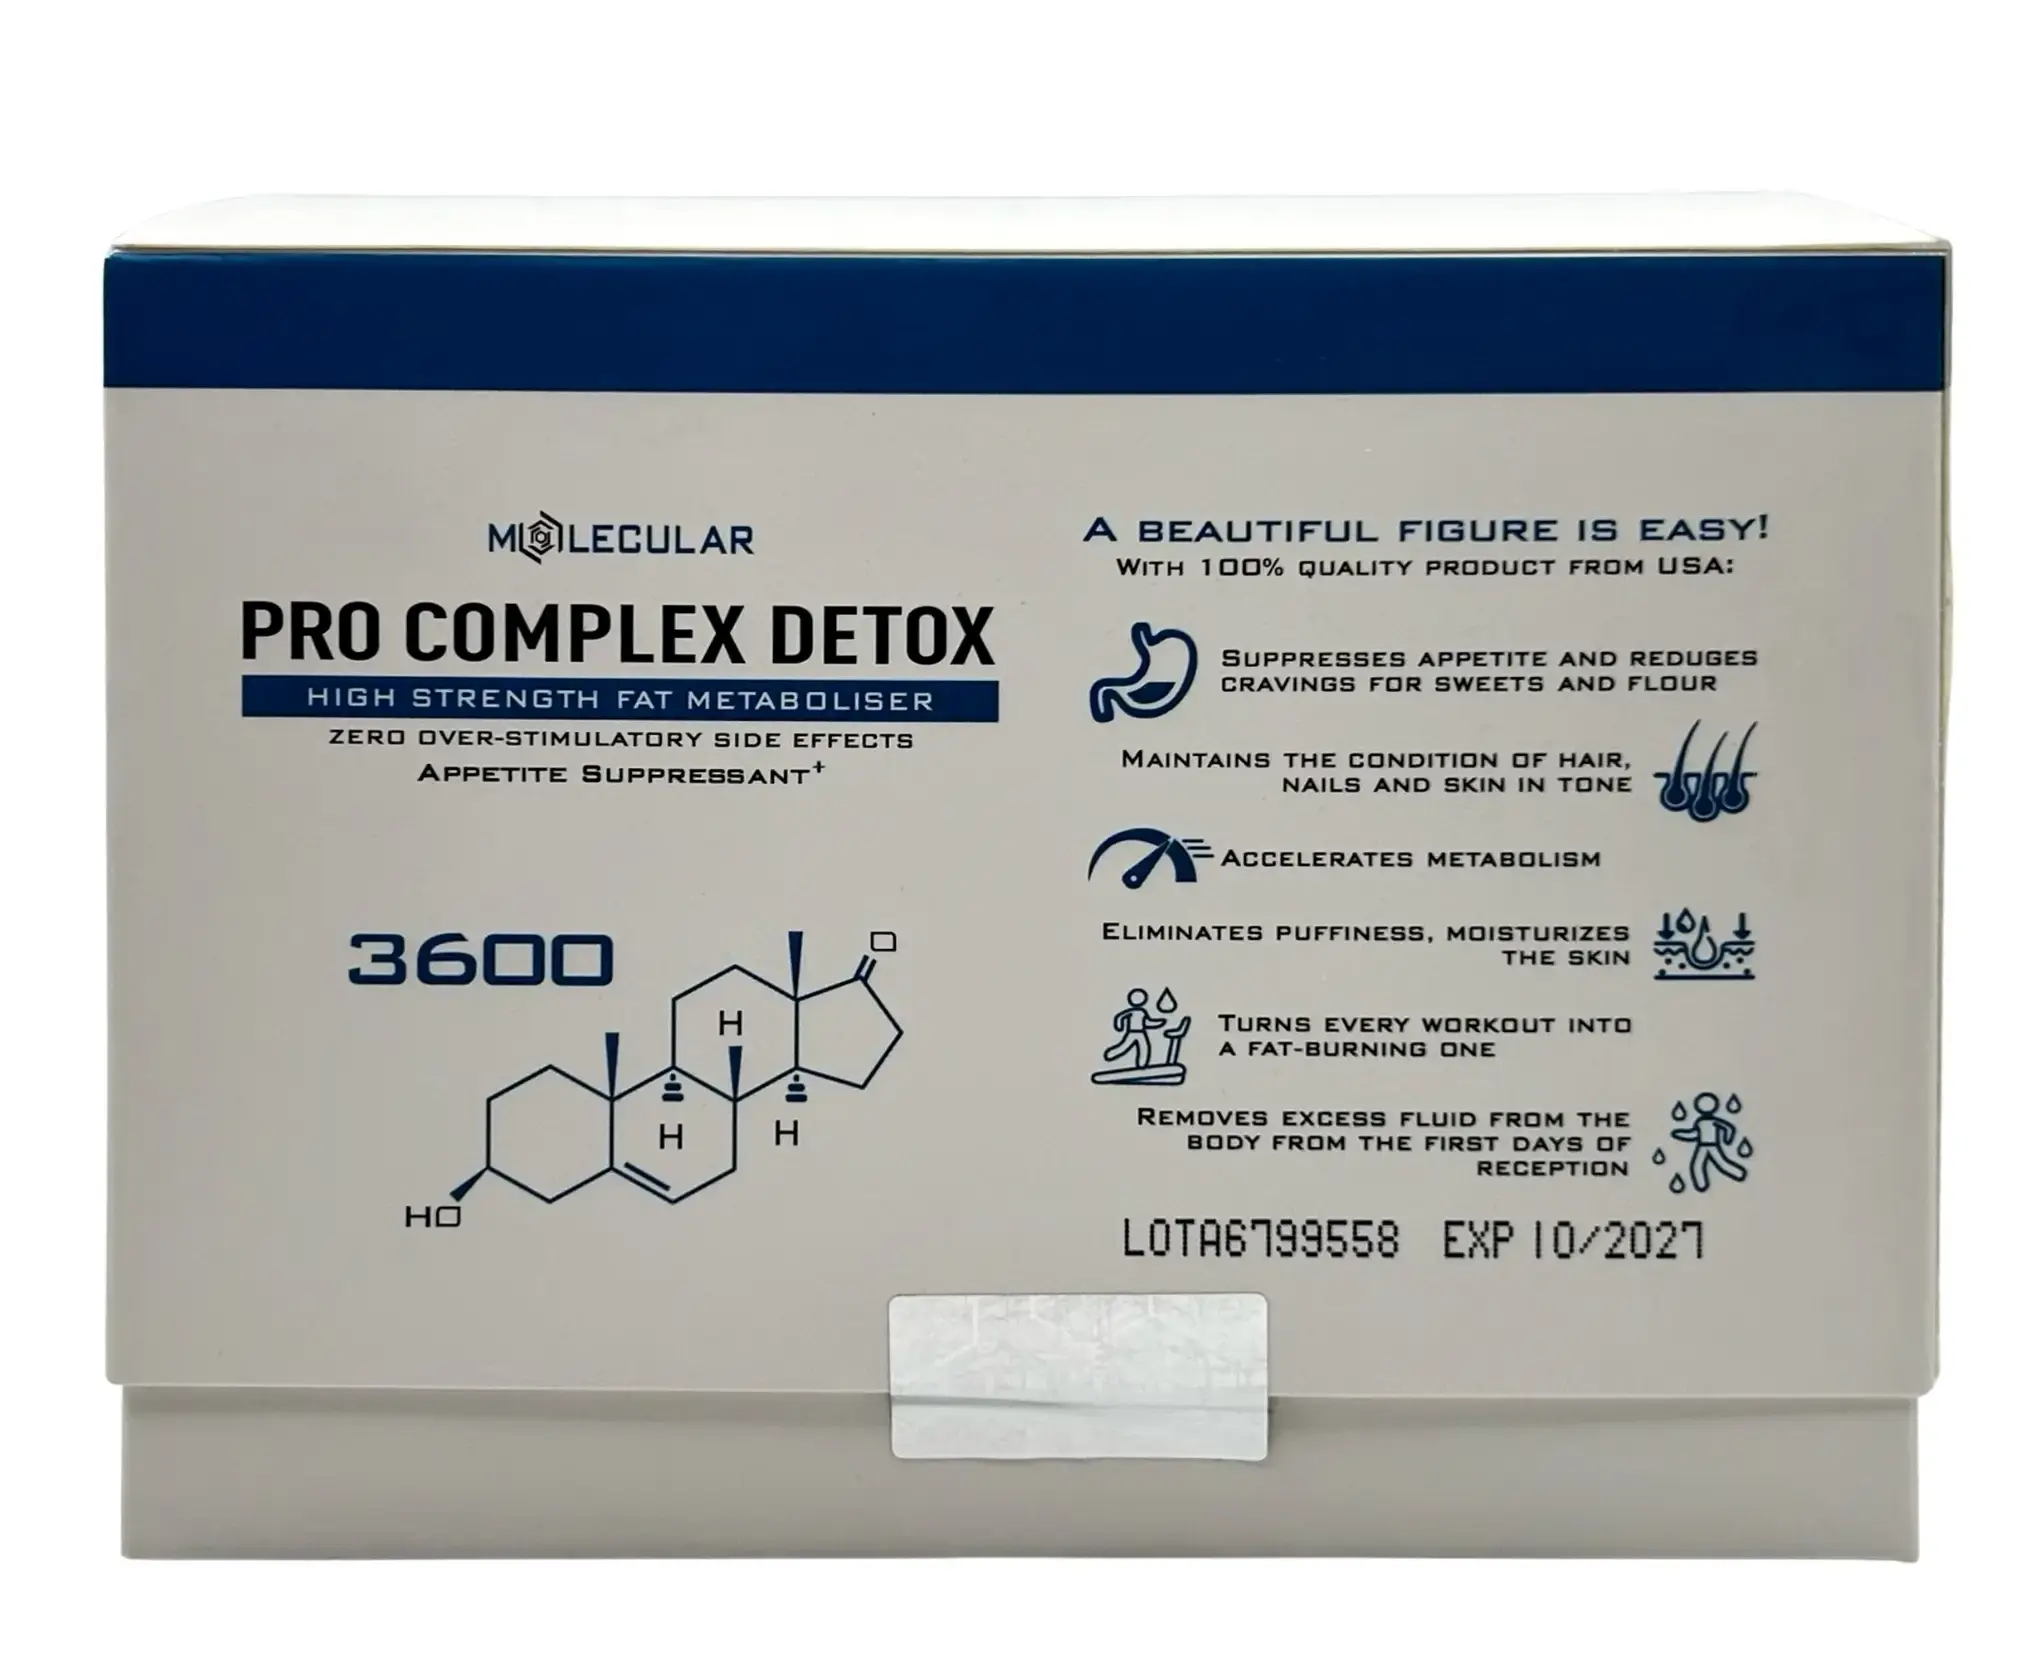 MOLECULAR
PRO COMPLEX DETOX
HIGH STRENGTH FAT METABOLISER
ZERO OVER-STIMULATORY SIDE EFFECTS
APPETITE SUPPRESSANT+
3600
O
H
H
H
HO
A BEAUTIFUL FIGURE IS EASY!
WITH 100% QUALITY PRODUCT FROM USA:
SUPPRESSES APPETITE AND REDUGES
CRAVINGS FOR SWEETS AND FLOUR
MAINTAINS THE CONDITION OF HAIR,
NAILS AND SKIN IN TONE
ACCELERATES METABOLISM
ELIMINATES PUFFINESS, MOISTURIZES
THE SKIN
TURNS EVERY WORKOUT INTO
A FAT-BURNING ONE
REMOVES EXCESS FLUID FROM THE
BODY FROM THE FIRST DAYS OF
RECEPTION
LOTA6799558 EXP 10/2027